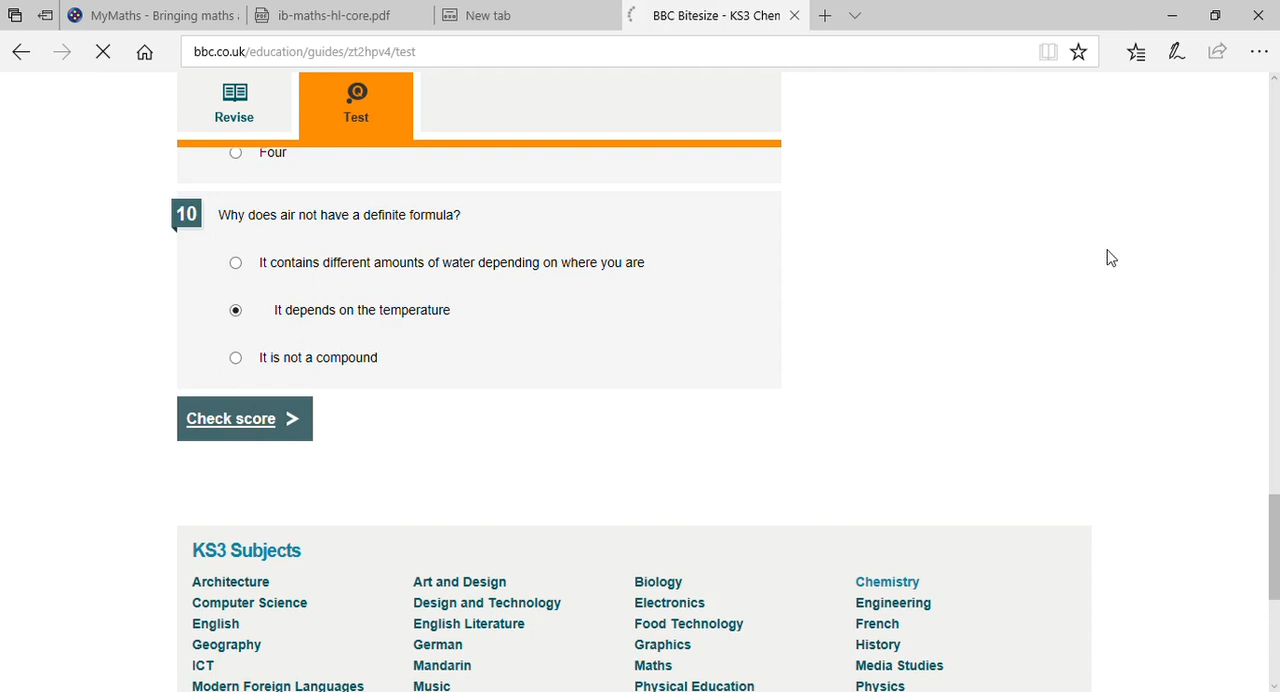 MyMaths - Bringing maths
ib-maths-hl-core.pdf
New tab
BBC Bitesize - KS3 Chen
bbc.co.uk/education/guides/zt2hpv4/test
Revise
Test
Four
10 Why does air not have a definite formula?
It contains different amounts of water depending on where you are
It depends on the temperature
It is not a compound
Check score >
KS3 Subjects
Architecture Art and Design Biology Chemistry
Computer Science Design and Technology Electronics Engineering
English English Literature Food Technology French
Geography German Graphics History
ICT Mandarin Maths Media Studies
Modern Foreign Languages Music Physical Education Physics